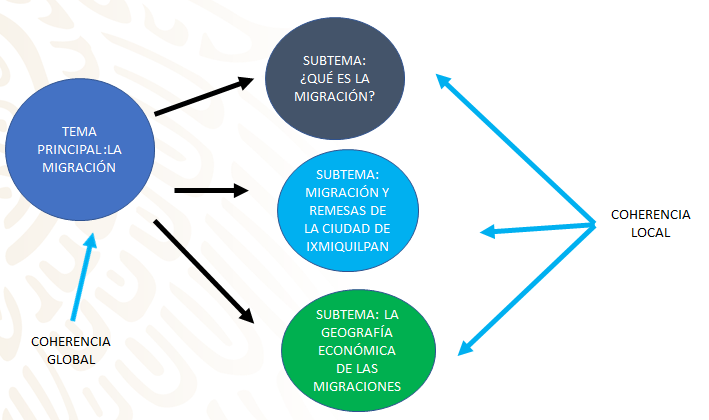 TEMA
PRINCIPAL :LA
MIGRACIÓN
SUBTEMA:
¿QUÉ ES LA
MIGRACIÓN?
SUBTEMA:
MIGRACIÓN Y
REMESAS DE
LA CIUDAD DE
IXMIQUILPAN
SUBTEMA: LA
GEOGRAFÍA
ECONÓMICA
DE LAS
MIGRACIONES
COHERENCIA
LOCAL
COHERENCIA
GLOBAL